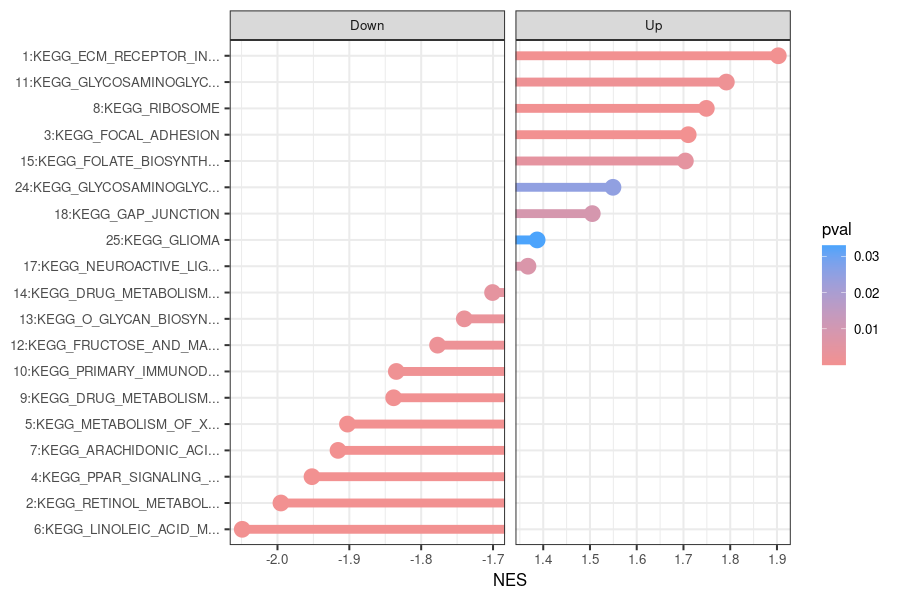 Down
Up
1:KEGG_ECM_RECEPTOR_IN...
11:KEGG_GLYCOSAMINOGLYC...
8:KEGG_RIBOSOME
3:KEGG_FOCAL_ADHESION
15:KEGG_FOLATE_BIOSYNTH...
24:KEGG_GLYCOSAMINOGLYC...
18:KEGG_GAP_JUNCTION
25:KEGG_GLIOMA
17:KEGG_NEUROACTIVE_LIG...
14:KEGG_DRUG_METABOLISM...
13:KEGG_O_GLYCAN_BIOSYN...
12:KEGG_FRUCTOSE_AND_MA...
10:KEGG_PRIMARY_IMMUNOD...
9:KEGG_DRUG_METABOLISM...
5:KEGG_METABOLISM_OF_X...
7:KEGG_ARACHIDONIC_ACI...
4:KEGG_PPAR_SIGNALING_...
2:KEGG_RETINOL_METABOL...
6:KEGG_LINOLEIC_ACID_M...
-2.0 -1.9 -1.8 -1.7
1.4 1.5 1.6 1.7 1.8 1.9
NES
pval
0.03
0.02
0.01